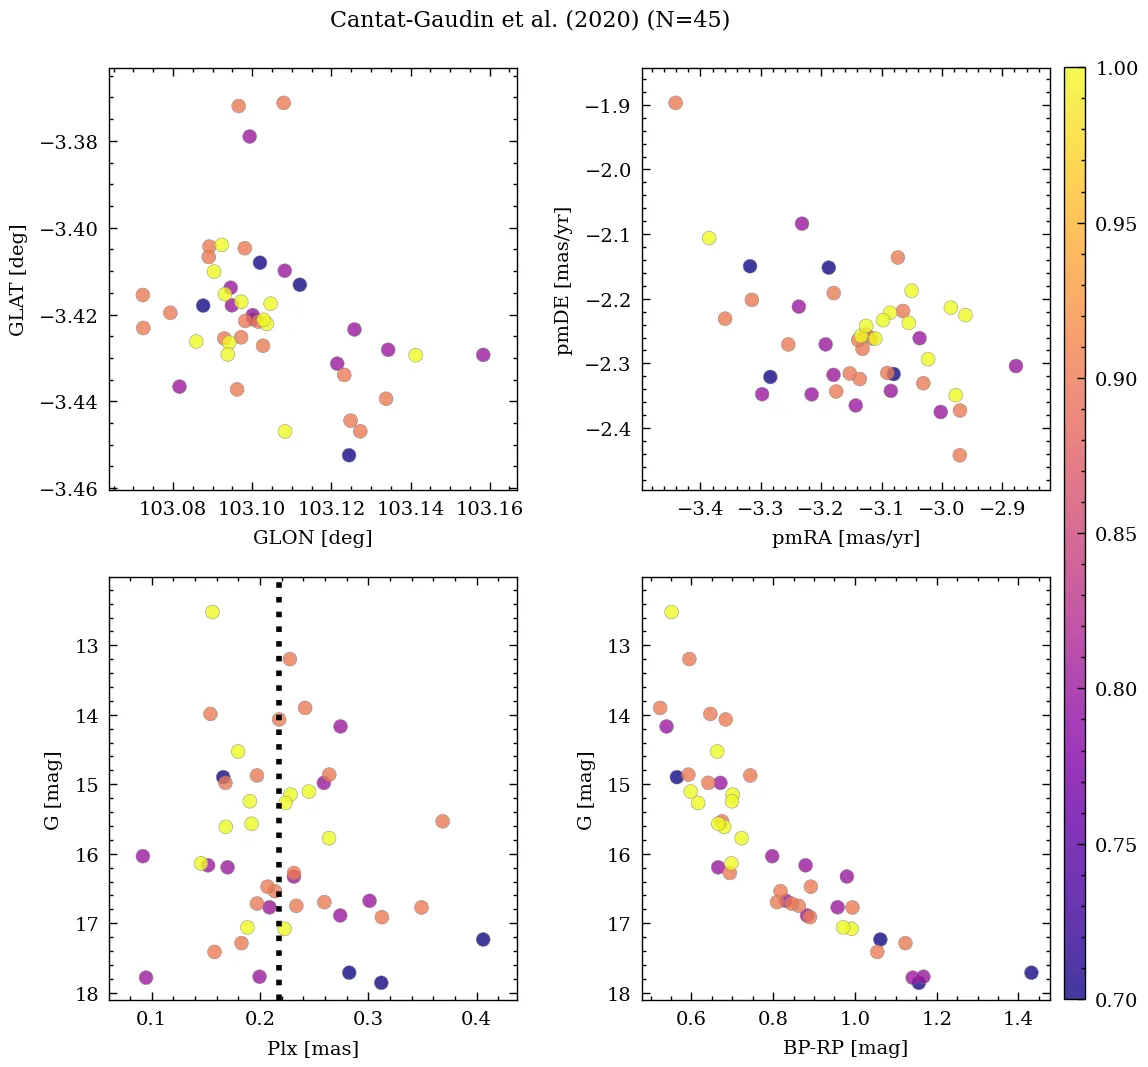 Cantat-Gaudin et al. (2020) (N=45)
−3.38
−3.40
−3.42
−3.44
−3.46
GLAT [deg]
103.08 103.10 103.12 103.14 103.16
GLON [deg]
−1.9
−2.0
−2.1
−2.2
−2.3
−2.4
pmDE [mas/yr]
−3.4 −3.3 −3.2 −3.1 −3.0 −2.9
pmRA [mas/yr]
1.00
0.95
0.90
0.85
0.80
0.75
0.70
13
14
15
16
17
18
G [mag]
0.1 0.2 0.3 0.4
Plx [mas]
13
14
15
16
17
18
G [mag]
0.6 0.8 1.0 1.2 1.4
BP-RP [mag]